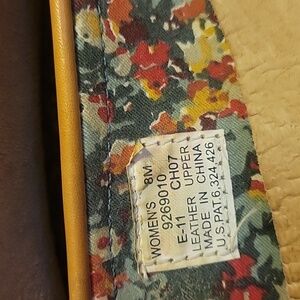 WOMEN'S 8M
9269010 CH07
E-11
LEATHER UPPER
MADE IN CHINA
U.S.PAT.6,324,426